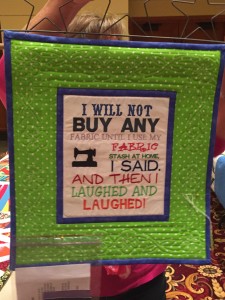 I WILL NOT
BUY ANY
FABRIC UNTIL I USE MY
FABRIC
STASH AT HOME,
I SAID.
AND THEN I
LAUGHED AND
LAUGHED!